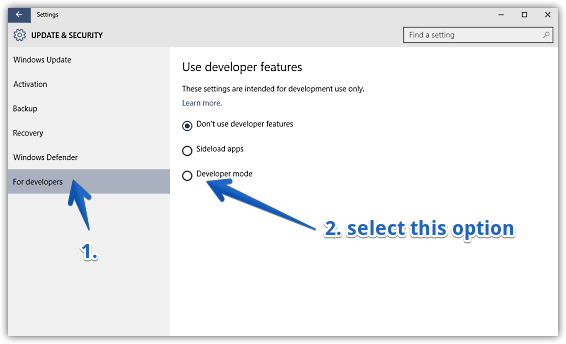 Settings
UPDATE & SECURITY
Find a setting
Windows Update
Activation
Backup
Recovery
Windows Defender
For developers
1.
Use developer features
These settings are intended for development use only.
Learn more.
Don't use developer features
Sideload apps
Developer mode
2. select this option